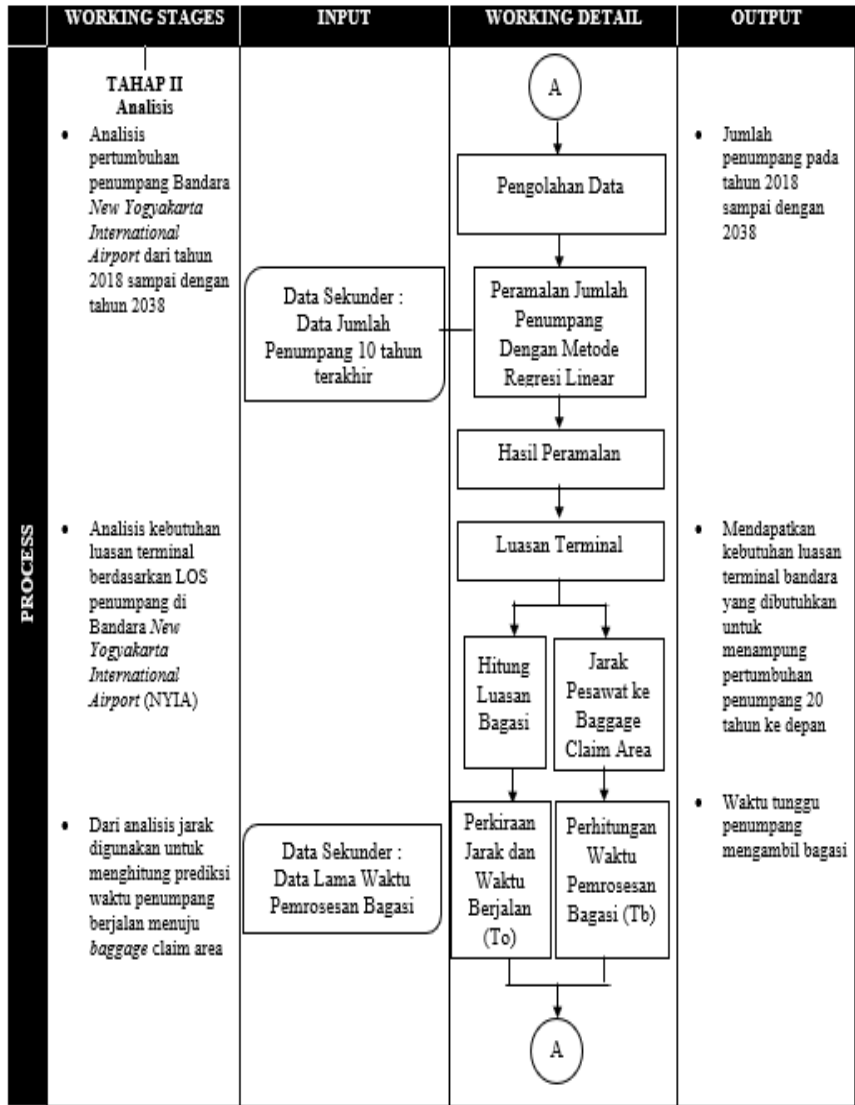 WORKING STAGES
INPUT
WORKING DETAIL
OUTPUT
PROCESS
TAHAP II
Analisis
• Analisis
pertumbuhan
penumpang Bandara
New Yogyakarta
International
Airport dari tahun
2018 sampai dengan
tahun 2038
Data Sekunder :
Data Jumlah
Penumpang 10 tahun
terakhir
A
Pengolahan Data
Peramalan Jumlah
Penumpang
Dengan Metode
Regresi Linear
Hasil Peramalan
• Jumlah
penumpang pada
tahun 2018
sampai dengan
2038
• Analisis kebutuhan
luasan terminal
berdasarkan LOS
penumpang di
Bandara New
Yogyakarta
International
Airport (NYIA)
Luasan Terminal
Hitung
Luasan
Bagasi
Jarak
Pesawat ke
Baggage
Claim Area
• Mendapatkan
kebutuhan luasan
terminal bandara
yang dibutuhkan
untuk
menampung
pertumbuhan
penumpang 20
tahun ke depan
• Dari analisis jarak
digunakan untuk
menghitung prediksi
waktu penumpang
berjalan menuju
baggage claim area
Data Sekunder :
Data Lama Waktu
Pemrosesan Bagasi
Perkiraan
Jarak dan
Waktu
Berjalan
(To)
Perhitungan
Waktu
Pemrosesan
Bagasi (Tb)
A
• Waktu tunggu
penumpang
mengambil bagasi